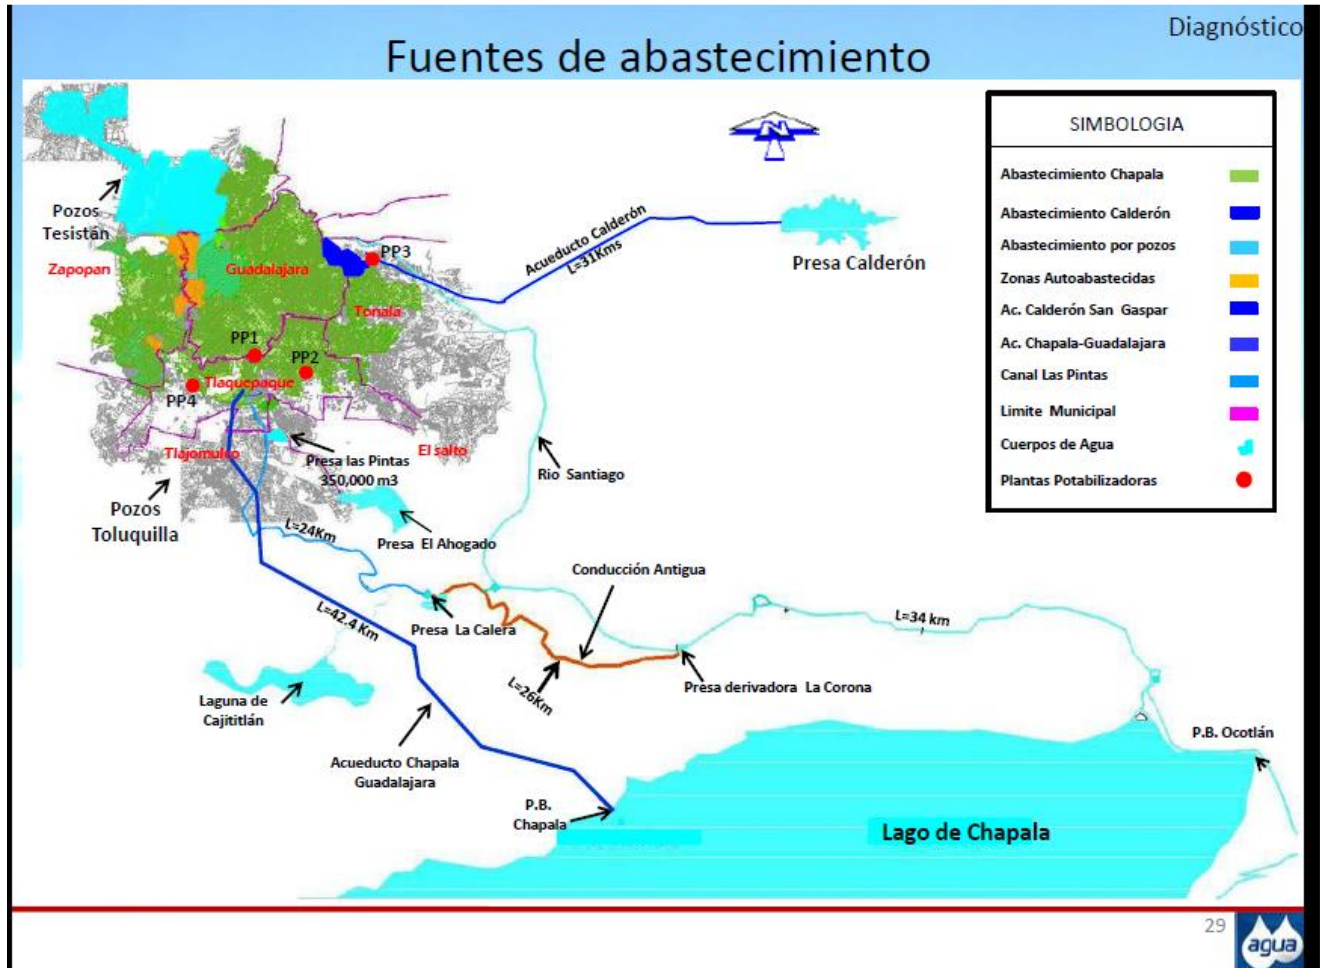 Diagnóstico
Fuentes de abastecimiento
SIMBOLOGIA
Abastecimiento Chapala
Abastecimiento Calderón
Abastecimiento por pozos
Zonas Autoabastecidas
Ac. Calderón San Gaspar
Ac. Chapala-Guadalajara
Canal Las Pintas
Limite Municipal
Cuerpos de Agua
Plantas Potabilizadoras
N
Pozos
Tesistán
Zapopan
Guadalajara
PP3
Acueducto Calderón
L=31Kms
Presa Calderón
Tonala
PP1
PP2
Tlaquepaque
PP4
Tlajomulco
El salto
Presa las Pintas
350,000 m3
Rio Santiago
Pozos
Toluquilla
L=24Km
Presa El Ahogado
Conducción Antigua
L=42.4 Km
Presa La Calera
L=34 km
L=26Km
Presa derivadora La Corona
Laguna de
Cajititlán
Acueducto Chapala
Guadalajara
P.B. Ocotlán
P.B.
Chapala
Lago de Chapala
29
agua